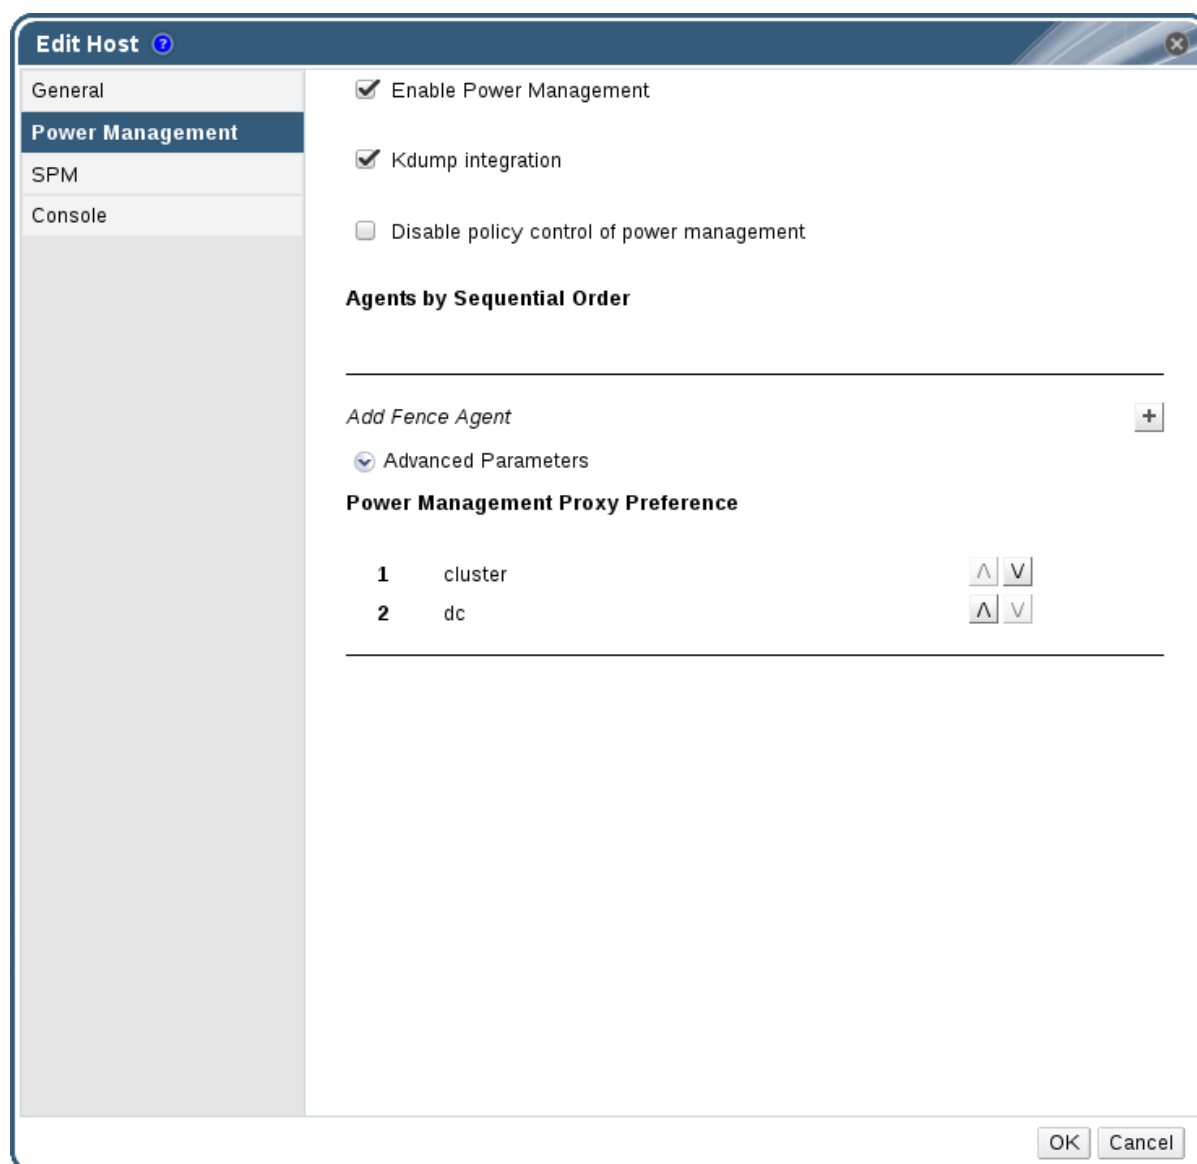 Edit Host ?
General
Power Management
SPM
Console
Enable Power Management
Kdump integration
Disable policy control of power management
Agents by Sequential Order
Add Fence Agent +
Advanced Parameters
Power Management Proxy Preference
1 cluster
2 dc
OK Cancel